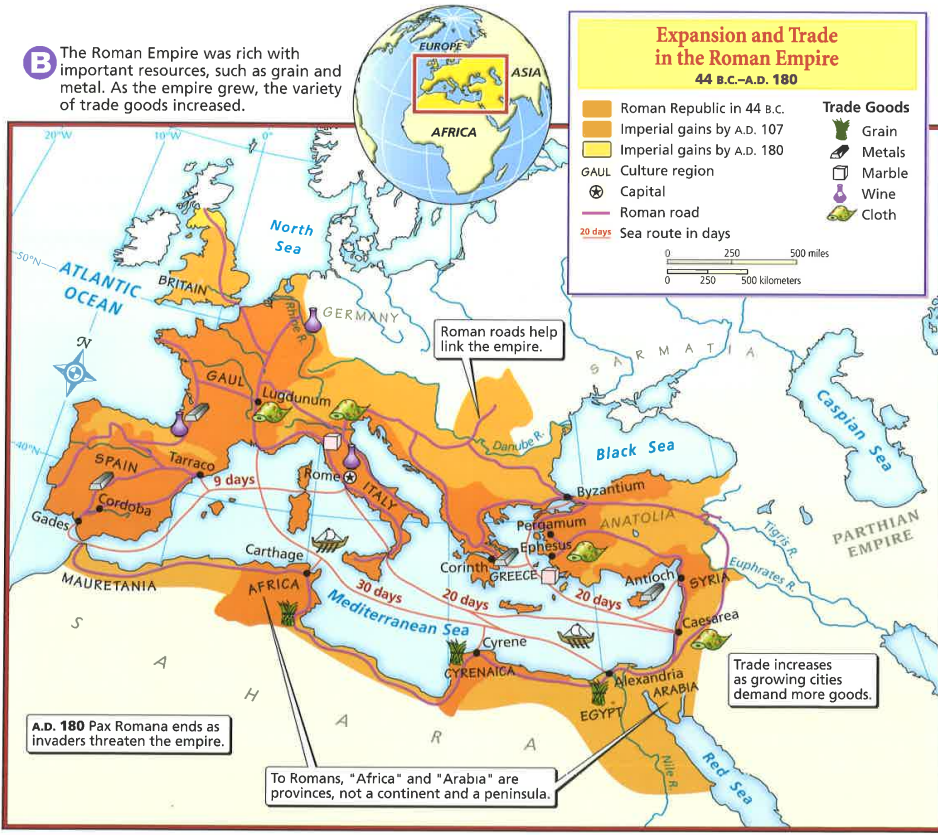 B
The Roman Empire was rich with
important resources, such as grain and
metal. As the empire grew, the variety
of trade goods increased.
EUROPE
ASIA
AFRICA
Expansion and Trade
in the Roman Empire
44 B.C.–A.D. 180
Roman Republic in 44 B.C.
Imperial gains by A.D. 107
Imperial gains by A.D. 180
GAUL Culture region
Capital
Roman road
20 days Sea route in days
Trade Goods
Grain
Metals
Marble
Wine
Cloth
0 250 500 miles
0 250 500 kilometers
20°W
10°W
0°
50°N
40°N
North
Sea
ATLANTIC
OCEAN
BRITAIN
Rhine R.
GERMANY
Roman roads help
link the empire.
SARMATIA
N
GAUL
Lugdunum
Danube R.
Black Sea
Caspian
Sea
SPAIN
Tarraco
9 days
Rome
ITALY
Byzantium
Cordoba
Gades
Pergamum
ANATOLIA
PARTHIAN
EMPIRE
Tigris R.
Ephesus
Corinth
GREECE
Carthage
MAURETANIA
AFRICA
Antioch
SYRIA
Euphrates R.
30 days
20 days
20 days
Mediterranean Sea
Caesarea
Cyrene
CYRENAICA
Alexandria
ARABIA
EGYPT
Trade increases
as growing cities
demand more goods.
SAHARA
A.D. 180 Pax Romana ends as
invaders threaten the empire.
To Romans, "Africa" and "Arabia" are
provinces, not a continent and a peninsula.
Nile R.
Red Sea